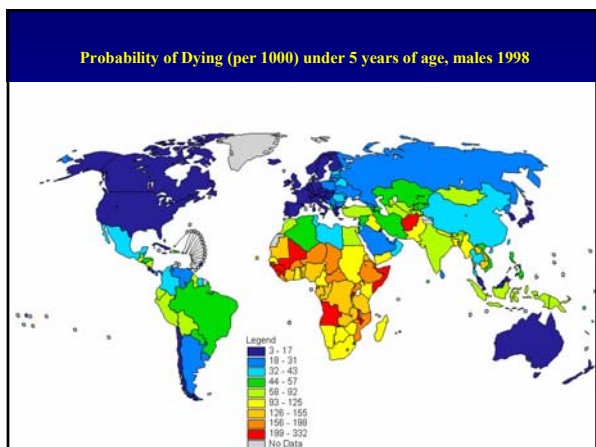 Probability of Dying (per 1000) under 5 years of age, males 1998
Legend
3 - 17
18 - 31
32 - 43
44 - 57
58 - 92
93 - 125
126 - 155
156 - 198
199 - 332
No Data